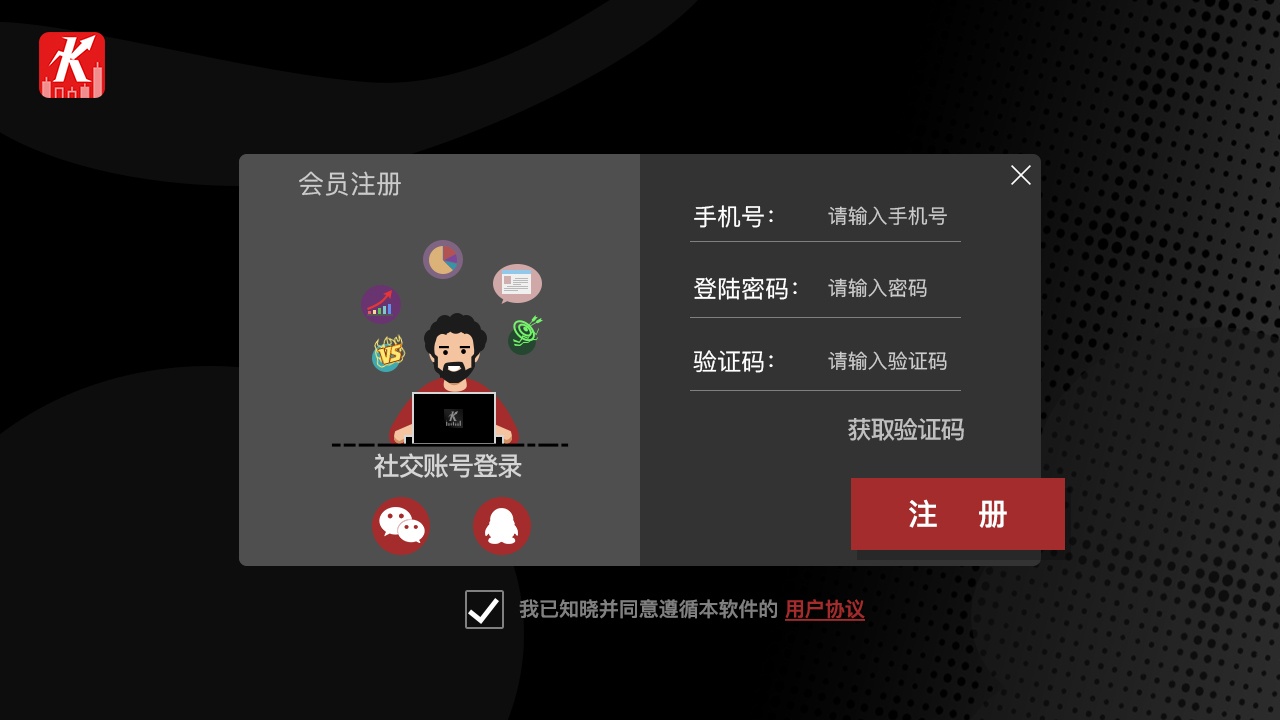 K
会员注册
手机号：
请输入手机号
登陆密码：
请输入密码
验证码：
请输入验证码
获取验证码
VS
K
社交账号登录
注 册
我已知晓并同意遵循本软件的 用户协议